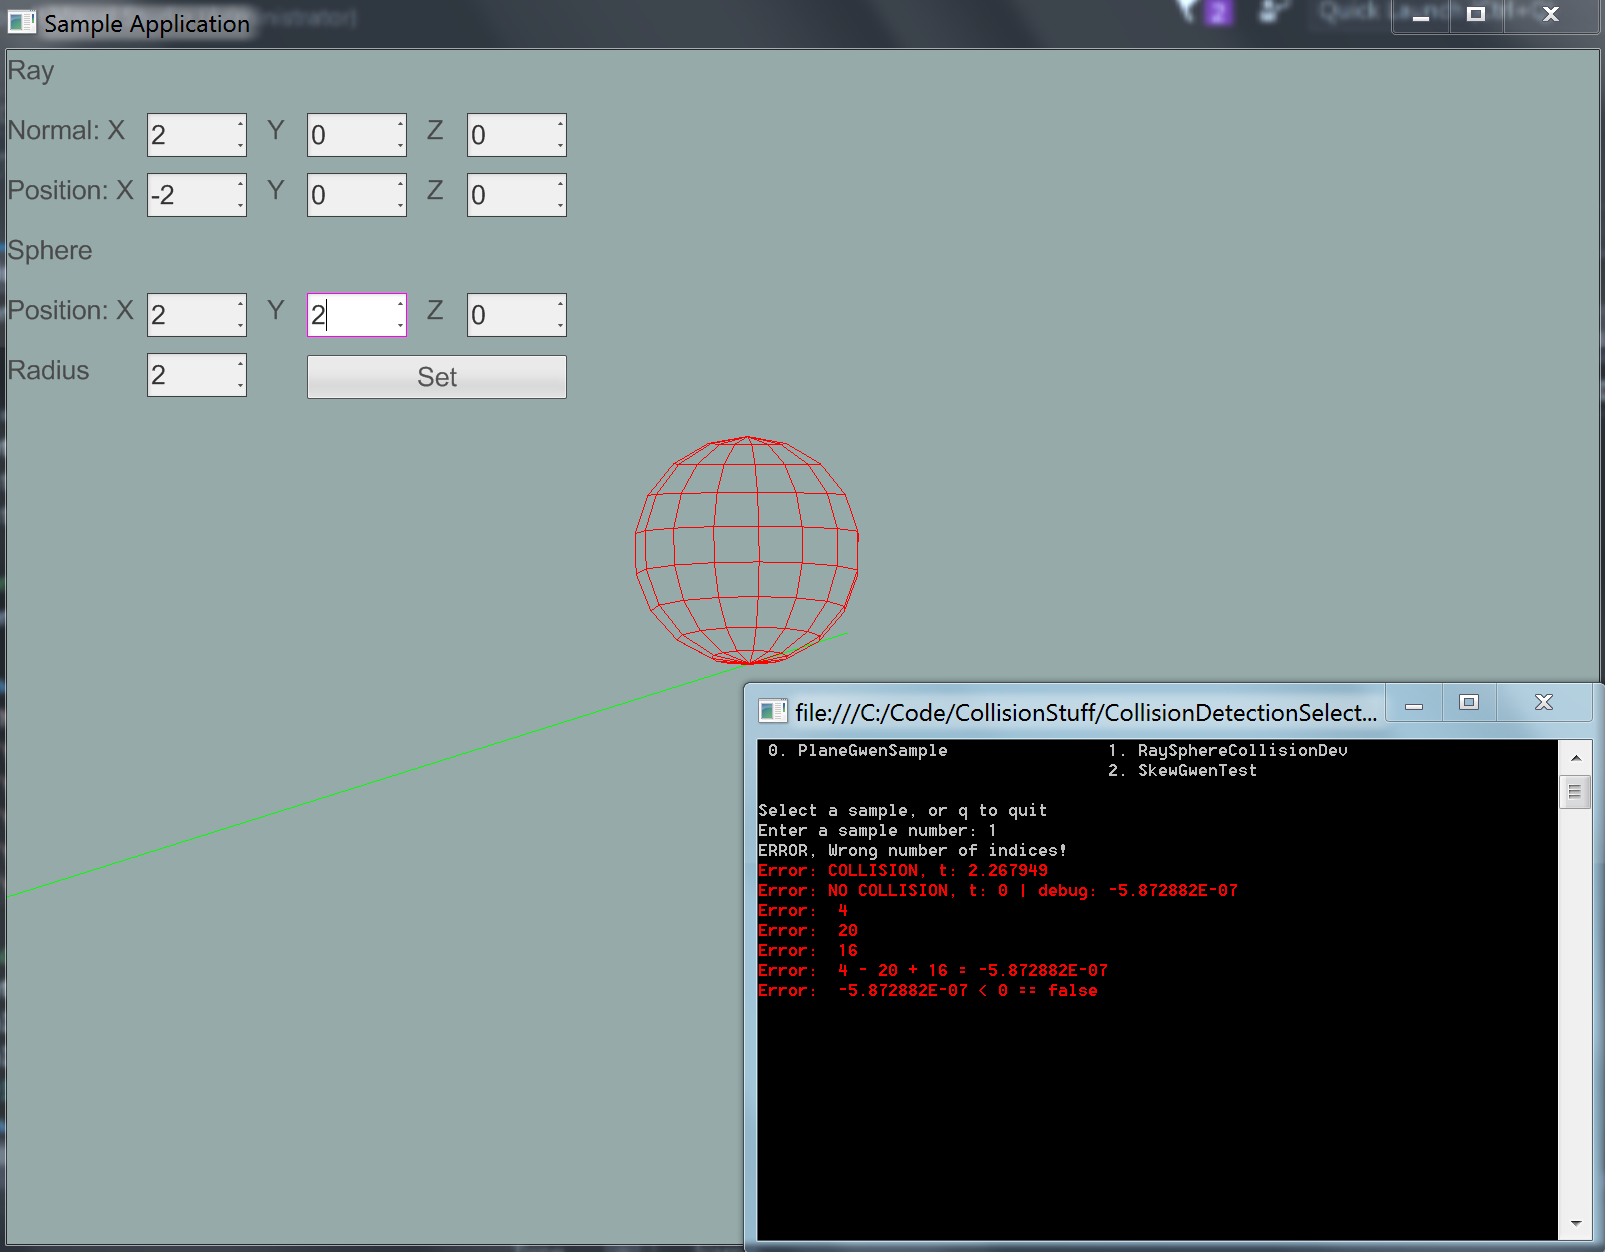 Sample Application
Ray
Normal: X 2 Y 0 Z 0
Position: X -2 Y 0 Z 0
Sphere
Position: X 2 Y 2 Z 0
Radius 2 Set
2 Quick Launch
file:///C:/Code/CollisionStuff/CollisionDetectionSelect...
0. PlaneGwenSample 1. RaySphereCollisionDev
2. SkewGwenTest
Select a sample, or q to quit
Enter a sample number: 1
ERROR, Wrong number of indices!
Error: COLLISION, t: 2.267949
Error: NO COLLISION, t: 0 | debug: -5.872882E-07
Error: 4
Error: 20
Error: 16
Error: 4 - 20 + 16 = -5.872882E-07
Error: -5.872882E-07 < 0 == false